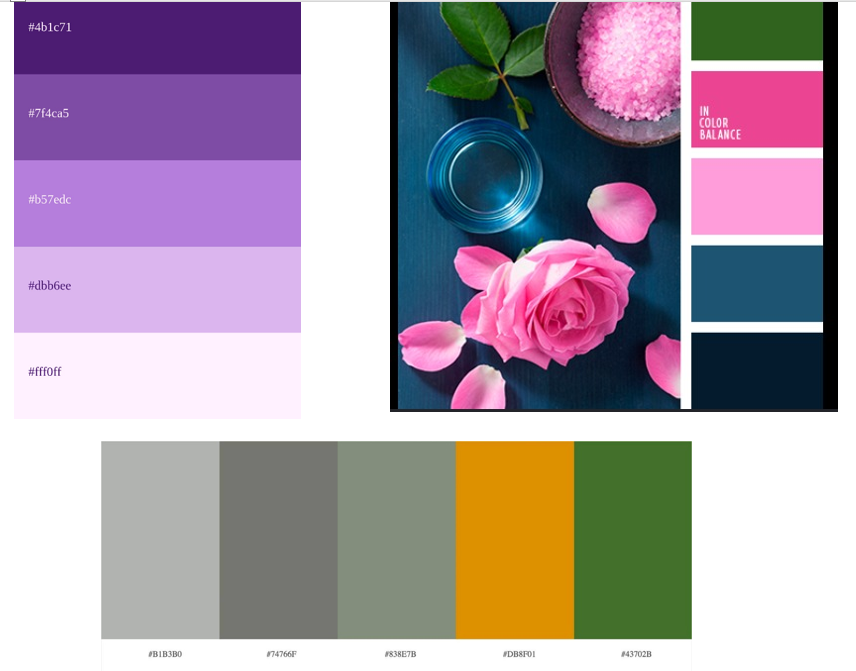 #4b1c71
#7f4ca5
#b57edc
#dbb6ee
#fff0ff
IN
COLOR
BALANCE
#B1B3B0
#74766F
#838E7B
#DB8F01
#43702B